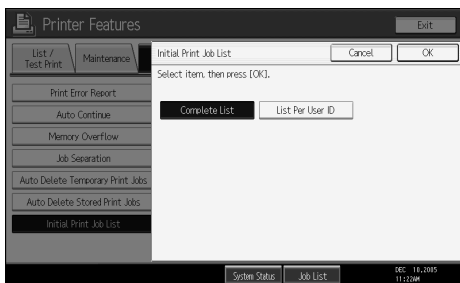 Printer Features
Exit
List /
Test Print
Maintenance
Print Error Report
Auto Continue
Memory Overflow
Job Separation
Auto Delete Temporary Print Jobs
Auto Delete Stored Print Jobs
Initial Print Job List
Initial Print Job List
Cancel
OK
Select item, then press [OK].
Complete List
List Per User ID
System Status
Job List
DEC 10,2005
11:22AM